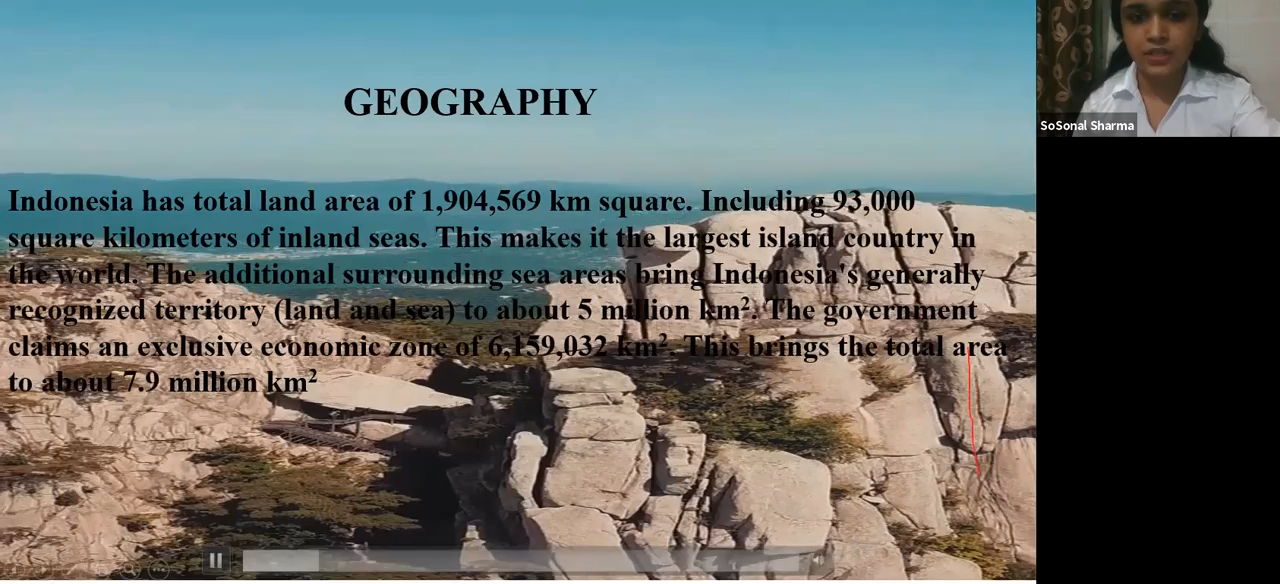 GEOGRAPHY
Indonesia has total land area of 1,904,569 km square. Including 93,000
square kilometers of inland seas. This makes it the largest island country in
the world. The additional surrounding sea areas bring Indonesia's generally
recognized territory (land and sea) to about 5 million km². The government
claims an exclusive economic zone of 6,159,032 km². This brings the total area
to about 7.9 million km²
SoSonal Sharma